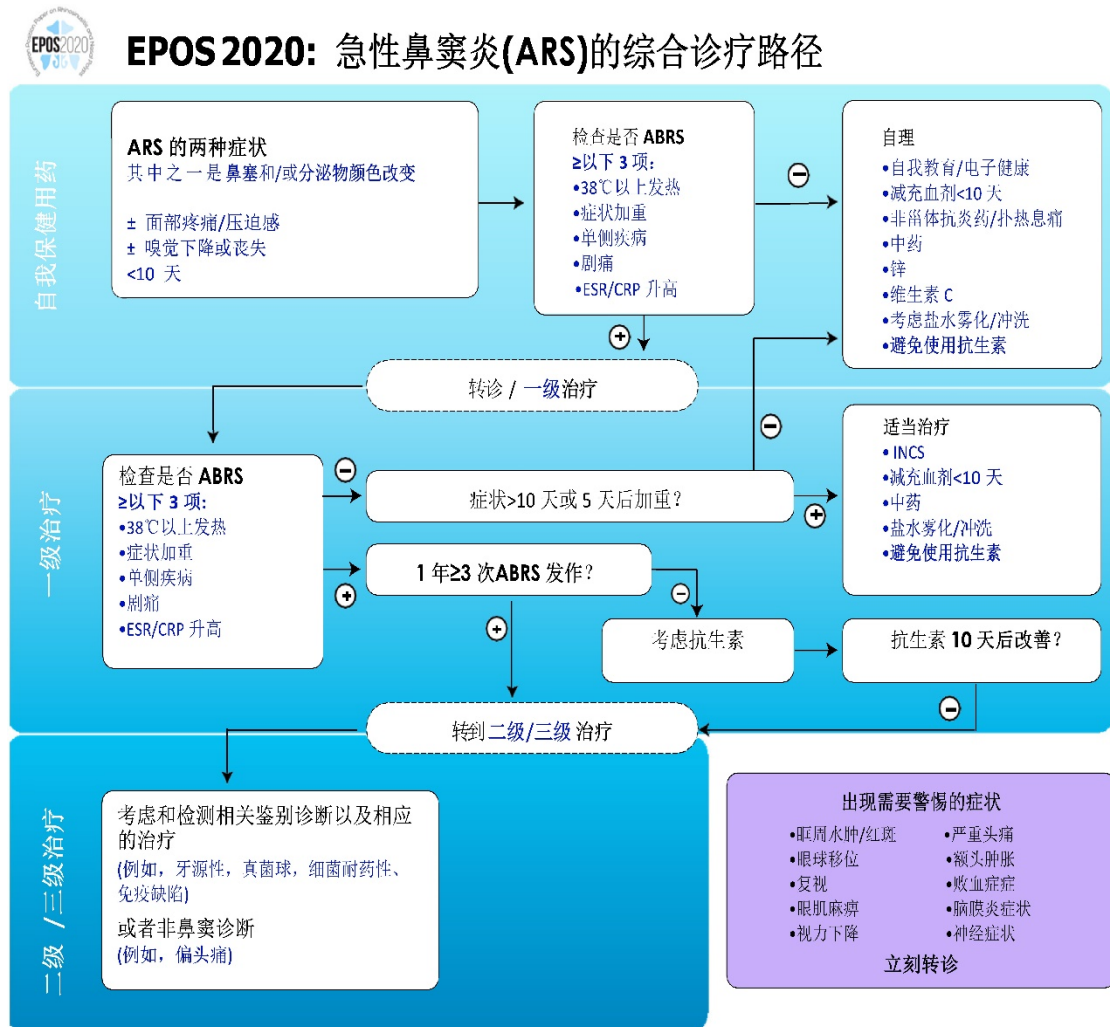 EPOS2020
EPOS 2020: 急性鼻窦炎(ARS)的综合诊疗路径
自我保健用药
ARS 的两种症状
其中之一是鼻塞和/或分泌物颜色改变
± 面部疼痛/压迫感
± 嗅觉下降或丧失
<10 天
检查是否 ABRS
≥以下 3 项:
•38℃以上发热
•症状加重
•单侧疾病
•剧痛
•ESR/CRP 升高
自理
•自我教育/电子健康
•减充血剂<10 天
•非甾体抗炎药/扑热息痛
•中药
•锌
•维生素 C
•考虑盐水雾化/冲洗
•避免使用抗生素
转诊 / 一级治疗
一级治疗
检查是否 ABRS
≥以下 3 项:
•38℃以上发热
•症状加重
•单侧疾病
•剧痛
•ESR/CRP 升高
症状>10 天或 5 天后加重?
适当治疗
• INCS
•减充血剂<10 天
•中药
•盐水雾化/冲洗
•避免使用抗生素
1 年≥3 次ABRS 发作?
考虑抗生素
抗生素 10 天后改善?
转到二级/三级 治疗
二级 /三级治疗
考虑和检测相关鉴别诊断以及相应
的治疗
(例如，牙源性，真菌球，细菌耐药性、
免疫缺陷)
或者非鼻窦诊断
(例如，偏头痛)
出现需要警惕的症状
•眶周水肿/红斑
•眼球移位
•复视
•眼肌麻痹
•视力下降
•严重头痛
•额头肿胀
•败血症症
•脑膜炎症状
•神经症状
立刻转诊